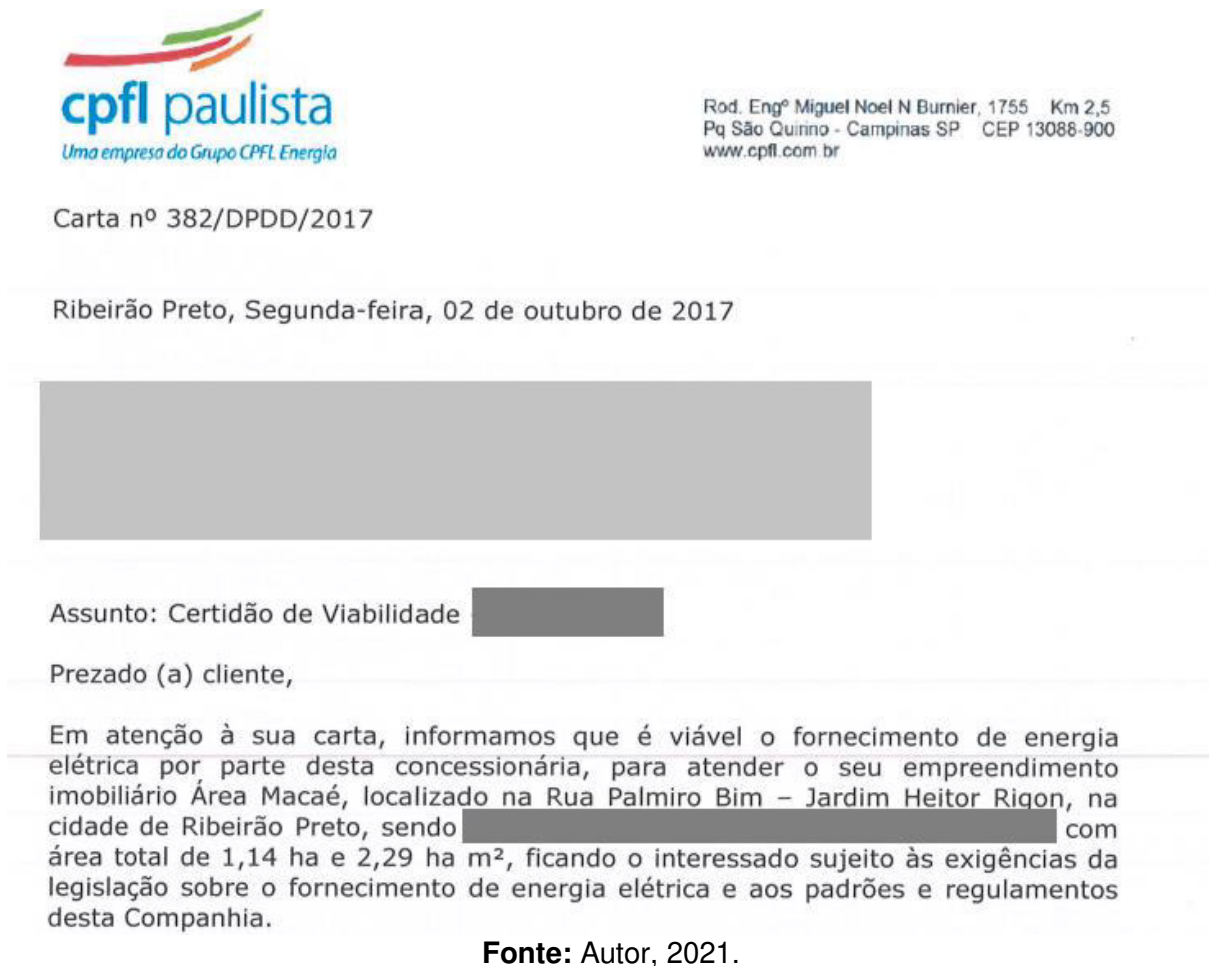 cpfl paulista
Uma empresa do Grupo CPFL Energia
Rod. Engº Miguel Noel N Burnier, 1755 Km 2,5
Pq São Quirino - Campinas SP CEP 13088-900
www.cpfl.com br
Carta nº 382/DPDD/2017
Ribeirão Preto, Segunda-feira, 02 de outubro de 2017
Assunto: Certidão de Viabilidade
Prezado (a) cliente,
Em atenção à sua carta, informamos que é viável o fornecimento de energia
elétrica por parte desta concessionária, para atender o seu empreendimento
imobiliário Área Macaé, localizado na Rua Palmiro Bim – Jardim Heitor Rigon, na
cidade de Ribeirão Preto, sendo com
área total de 1,14 ha e 2,29 ha m², ficando o interessado sujeito às exigências da
legislação sobre o fornecimento de energia elétrica e aos padrões e regulamentos
desta Companhia.
Fonte: Autor, 2021.